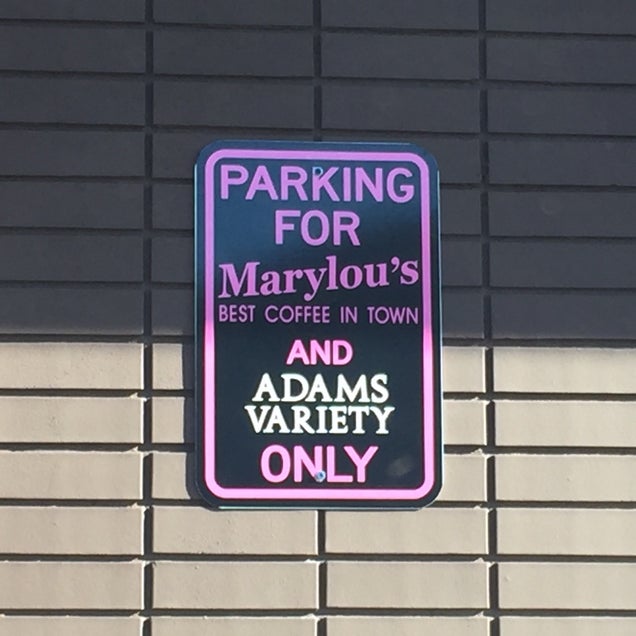 PARKING
FOR
Marylou's
BEST COFFEE IN TOWN
AND
ADAMS
VARIETY
ONLY